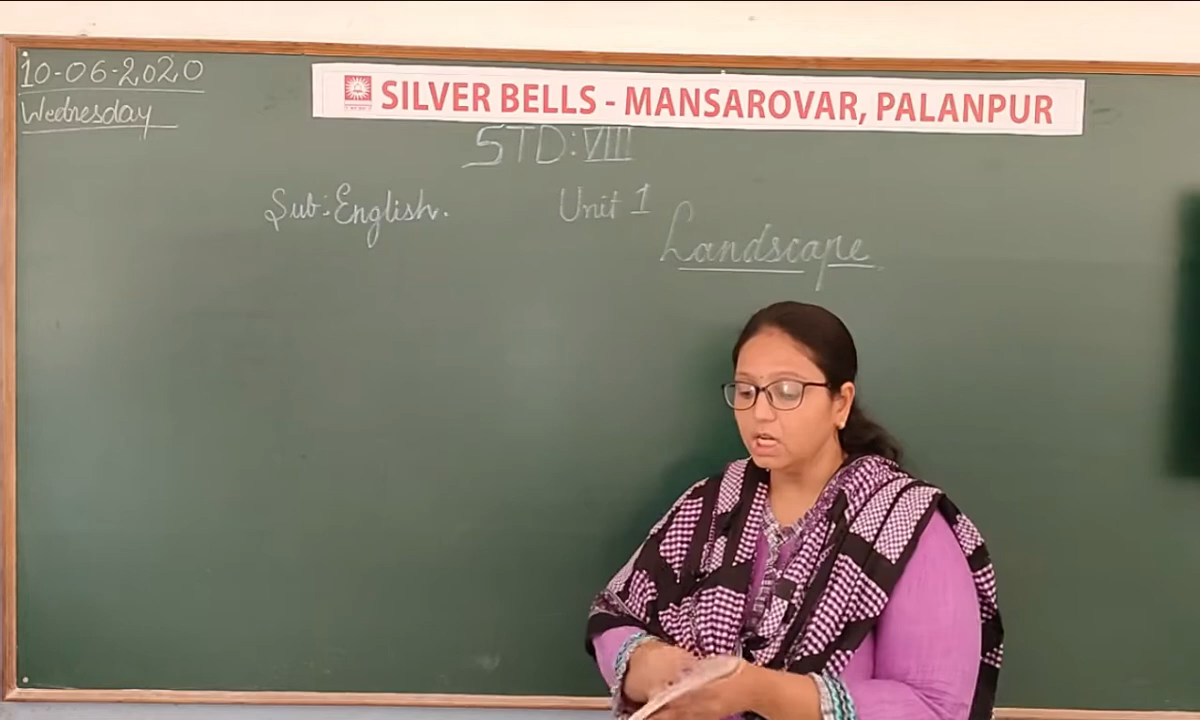 10-06-2020
Wednesday
SILVER BELLS - MANSAROVAR, PALANPUR
STD: VIII
Sub: English. Unit 1
Landscape